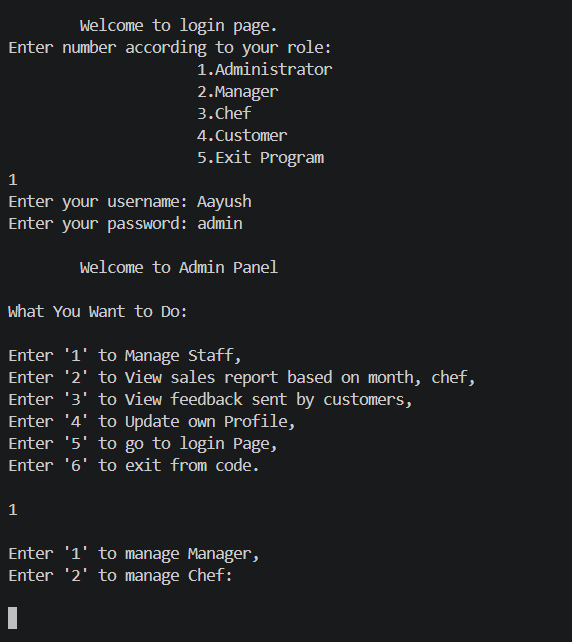 Welcome to login page.
Enter number according to your role:
1.Administrator
2.Manager
3.Chef
4.Customer
5.Exit Program
1
Enter your username: Aayush
Enter your password: admin
Welcome to Admin Panel
What You Want to Do:
Enter '1' to Manage Staff,
Enter '2' to View sales report based on month, chef,
Enter '3' to View feedback sent by customers,
Enter '4' to Update own Profile,
Enter '5' to go to login Page,
Enter '6' to exit from code.
1
Enter '1' to manage Manager,
Enter '2' to manage Chef: